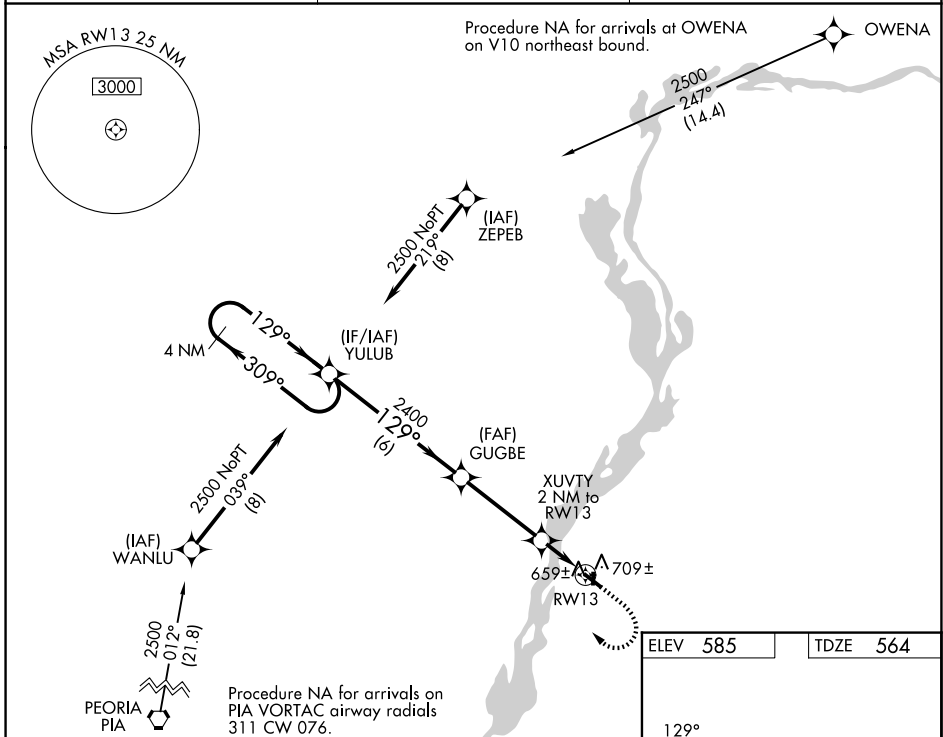 Procedure NA for arrivals at OWENA
on V10 northeast bound.
OWENA
MSA RW13 25 NM
3000
2500
247°
(14.4)
(IAF)
ZEPEB
2500 NoPT
219°
(8)
129°
4 NM
309°
(IF/IAF)
YULUB
2400
129°
(6)
(FAF)
GUGBE
XUVTY
2 NM to
RW13
2500 NoPT
039°
(8)
(IAF)
WANLU
659±
709±
RW13
2500
012°
(21.8)
PEORIA
PIA
Procedure NA for arrivals on
PIA VORTAC airway radials
311 CW 076.
ELEV 585
TDZE 564
129°